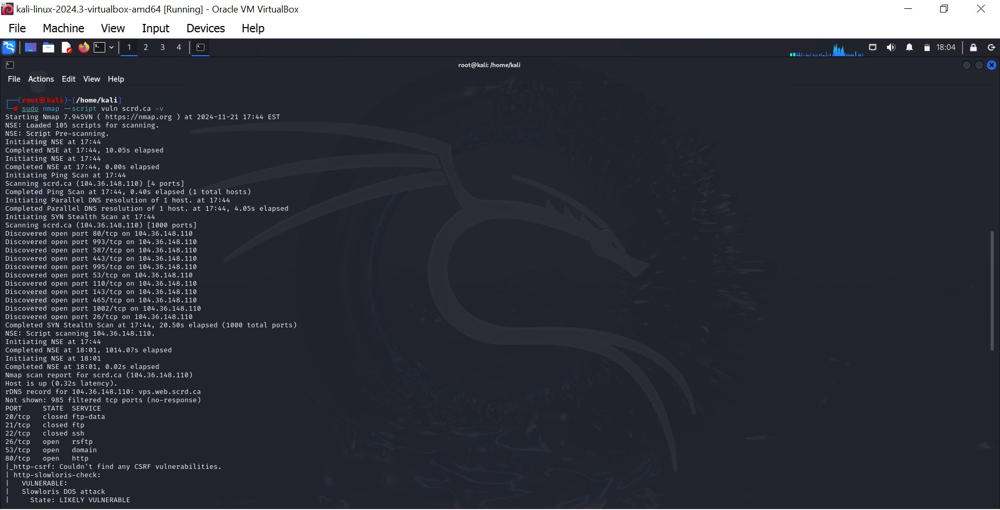 kali-linux-2024.3-virtualbox-amd64 [Running] - Oracle VM VirtualBox
File Machine View Input Devices Help
1 2 3 4 18:04
root@kali: /home/kali
File Actions Edit View Help
┌──(root㉿kali)-[/home/kali]
└─# sudo nmap --script vuln scrd.ca -v
Starting Nmap 7.94SVN ( https://nmap.org ) at 2024-11-21 17:44 EST
NSE: Loaded 105 scripts for scanning.
NSE: Script Pre-scanning.
Initiating NSE at 17:44
Completed NSE at 17:44, 10.05s elapsed
Initiating NSE at 17:44
Completed NSE at 17:44, 0.00s elapsed
Initiating Ping Scan at 17:44
Scanning scrd.ca (104.36.148.110) [4 ports]
Completed Ping Scan at 17:44, 0.40s elapsed (1 total hosts)
Initiating Parallel DNS resolution of 1 host. at 17:44
Completed Parallel DNS resolution of 1 host. at 17:44, 4.05s elapsed
Initiating SYN Stealth Scan at 17:44
Scanning scrd.ca (104.36.148.110) [1000 ports]
Discovered open port 80/tcp on 104.36.148.110
Discovered open port 993/tcp on 104.36.148.110
Discovered open port 587/tcp on 104.36.148.110
Discovered open port 443/tcp on 104.36.148.110
Discovered open port 995/tcp on 104.36.148.110
Discovered open port 53/tcp on 104.36.148.110
Discovered open port 110/tcp on 104.36.148.110
Discovered open port 143/tcp on 104.36.148.110
Discovered open port 465/tcp on 104.36.148.110
Discovered open port 1002/tcp on 104.36.148.110
Discovered open port 26/tcp on 104.36.148.110
Completed SYN Stealth Scan at 17:44, 20.50s elapsed (1000 total ports)
NSE: Script scanning 104.36.148.110.
Initiating NSE at 17:44
Completed NSE at 18:01, 1014.07s elapsed
Initiating NSE at 18:01
Completed NSE at 18:01, 0.02s elapsed
Nmap scan report for scrd.ca (104.36.148.110)
Host is up (0.32s latency).
rDNS record for 104.36.148.110: vps.web.scrd.ca
Not shown: 985 filtered tcp ports (no-response)
PORT     STATE  SERVICE
20/tcp   closed ftp-data
21/tcp   closed ftp
22/tcp   closed ssh
26/tcp   open   rsftp
53/tcp   open   domain
80/tcp   open   http
|_http-csrf: Couldn't find any CSRF vulnerabilities.
| http-slowloris-check:
|   VULNERABLE:
|   Slowloris DOS attack
|     State: LIKELY VULNERABLE